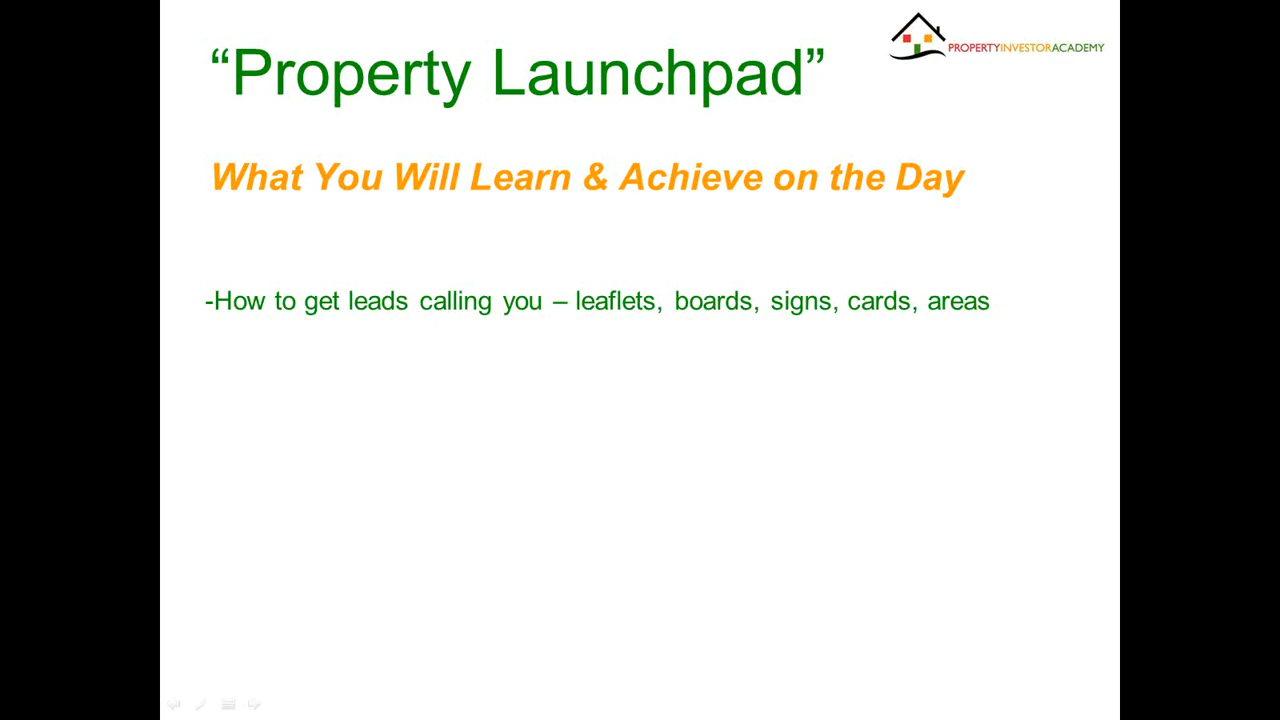 “Property Launchpad”
PROPERTYINVESTORACADEMY
What You Will Learn & Achieve on the Day
-How to get leads calling you – leaflets, boards, signs, cards, areas